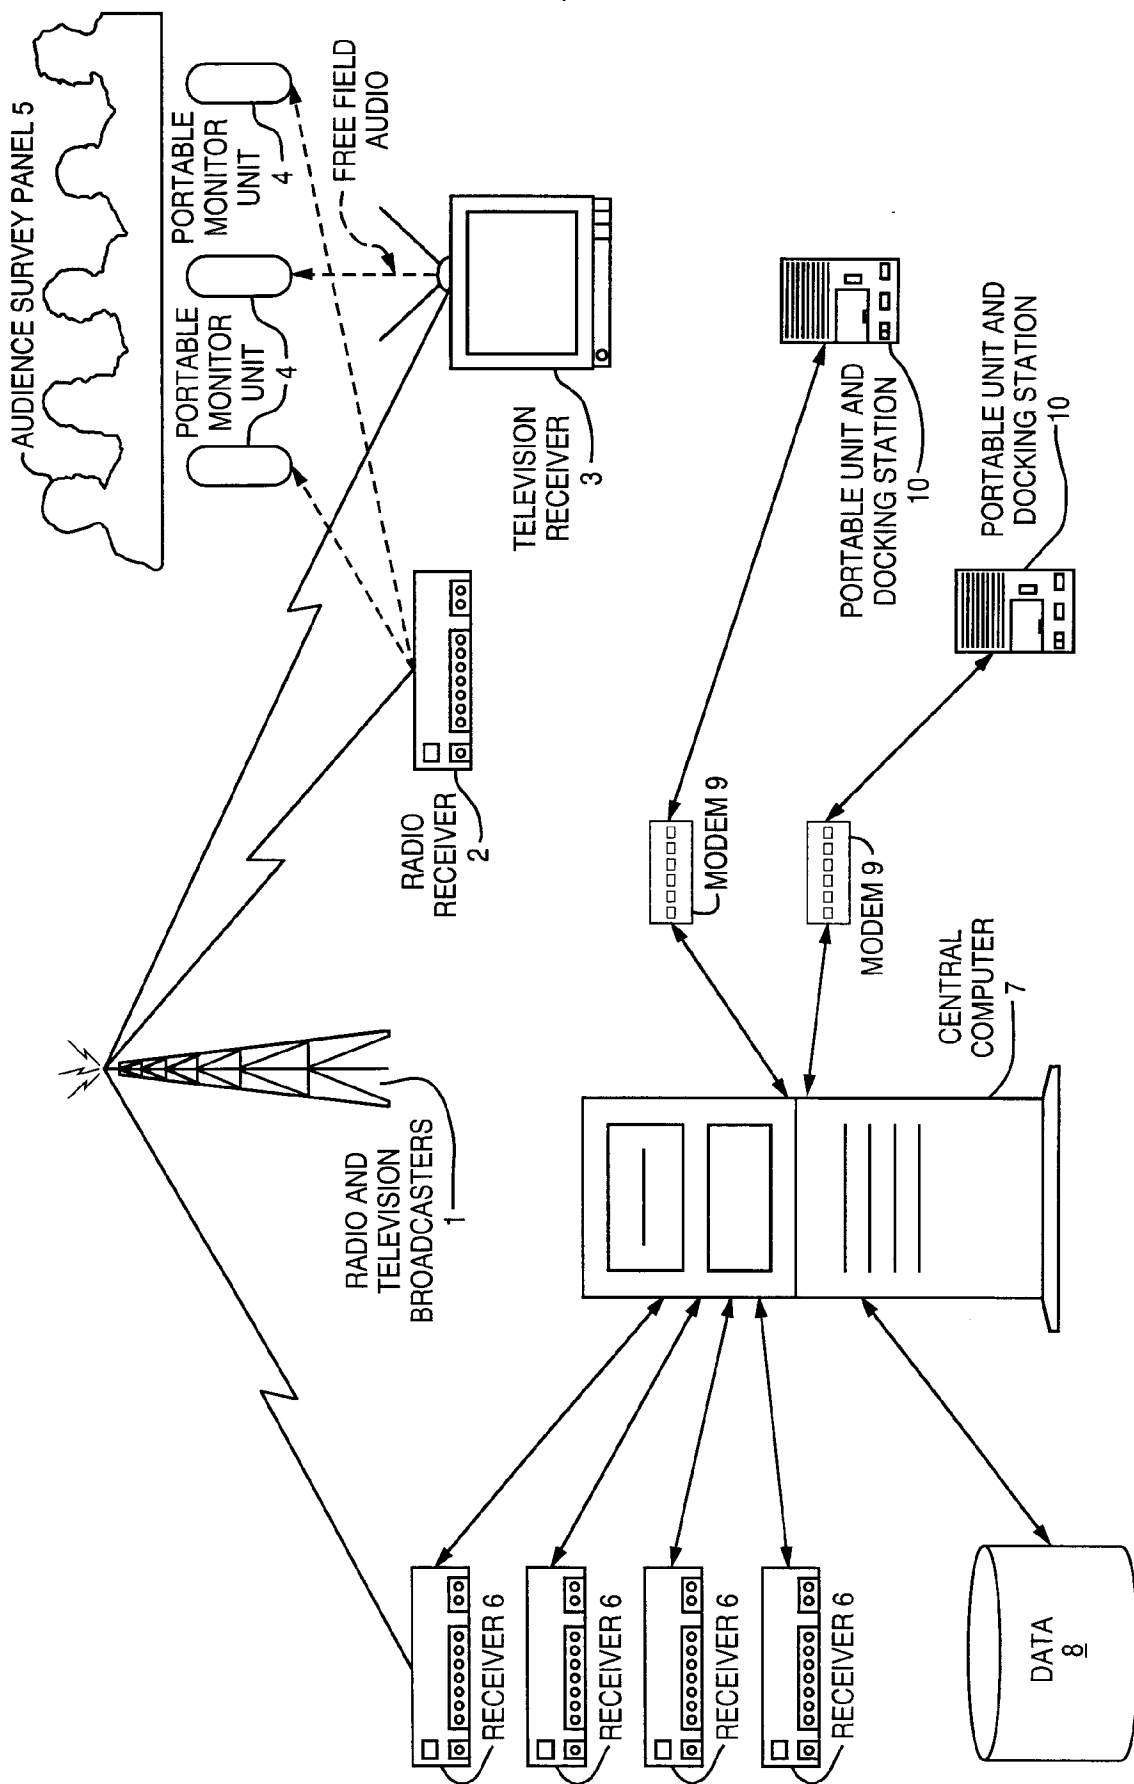 AUDIENCE SURVEY PANEL 5
PORTABLE
MONITOR
UNIT
4
PORTABLE
MONITOR
UNIT
4
FREE FIELD
AUDIO
RADIO AND
TELEVISION
BROADCASTERS
1
RADIO
RECEIVER
2
TELEVISION
RECEIVER
3
RECEIVER 6
RECEIVER 6
RECEIVER 6
RECEIVER 6
MODEM 9
MODEM 9
PORTABLE UNIT AND
DOCKING STATION
10
PORTABLE UNIT AND
DOCKING STATION
10
CENTRAL
COMPUTER
7
DATA
8